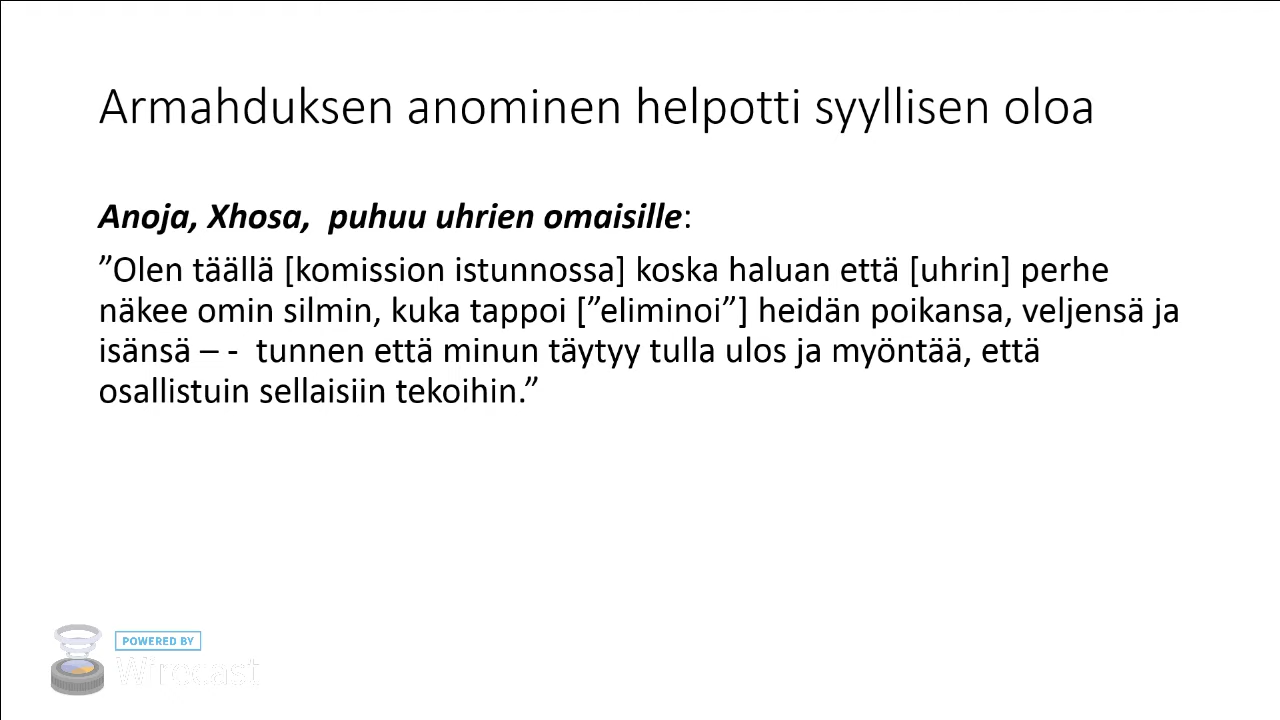 Armahduksen anominen helpotti syyllisen oloa
Anoja, Xhosa,  puhuu uhrien omaisille:
”Olen täällä [komission istunnossa] koska haluan että [uhrin] perhe
näkee omin silmin, kuka tappoi [”eliminoi”] heidän poikansa, veljensä ja
isänsä – -  tunnen että minun täytyy tulla ulos ja myöntää, että
osallistuin sellaisiin tekoihin.”
POWERED BY
Wirecast